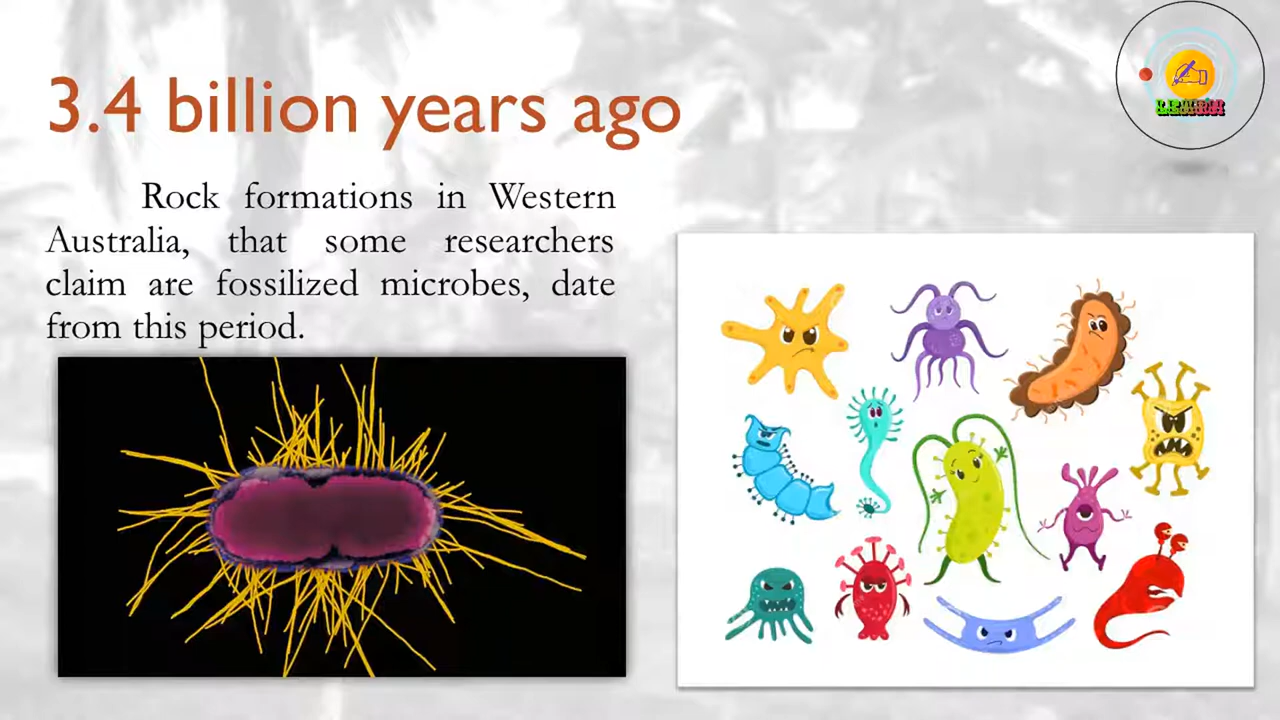 3.4 billion years ago
Rock formations in Western
Australia, that some researchers
claim are fossilized microbes, date
from this period.